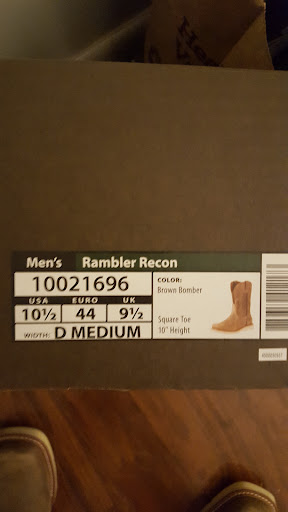 Men's Rambler Recon
10021696
USA EURO UK
10½ 44 9½
WIDTH: D MEDIUM
COLOR:
Brown Bomber
Square Toe
10" Height